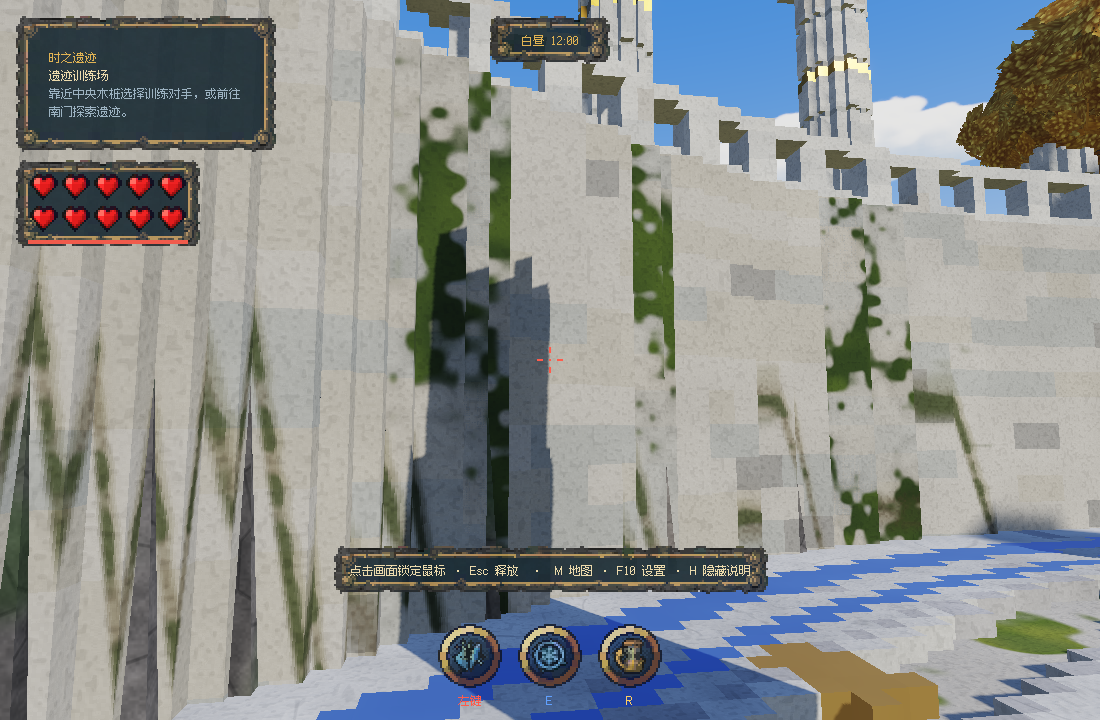 时之遗迹
遗迹训练场
靠近中央木桩选择训练对手，或前往
南门探索遗迹。
白昼 12:00
点击画面锁定鼠标 · Esc 释放 · M 地图 · F10 设置 · H 隐藏说明
左键
E
R